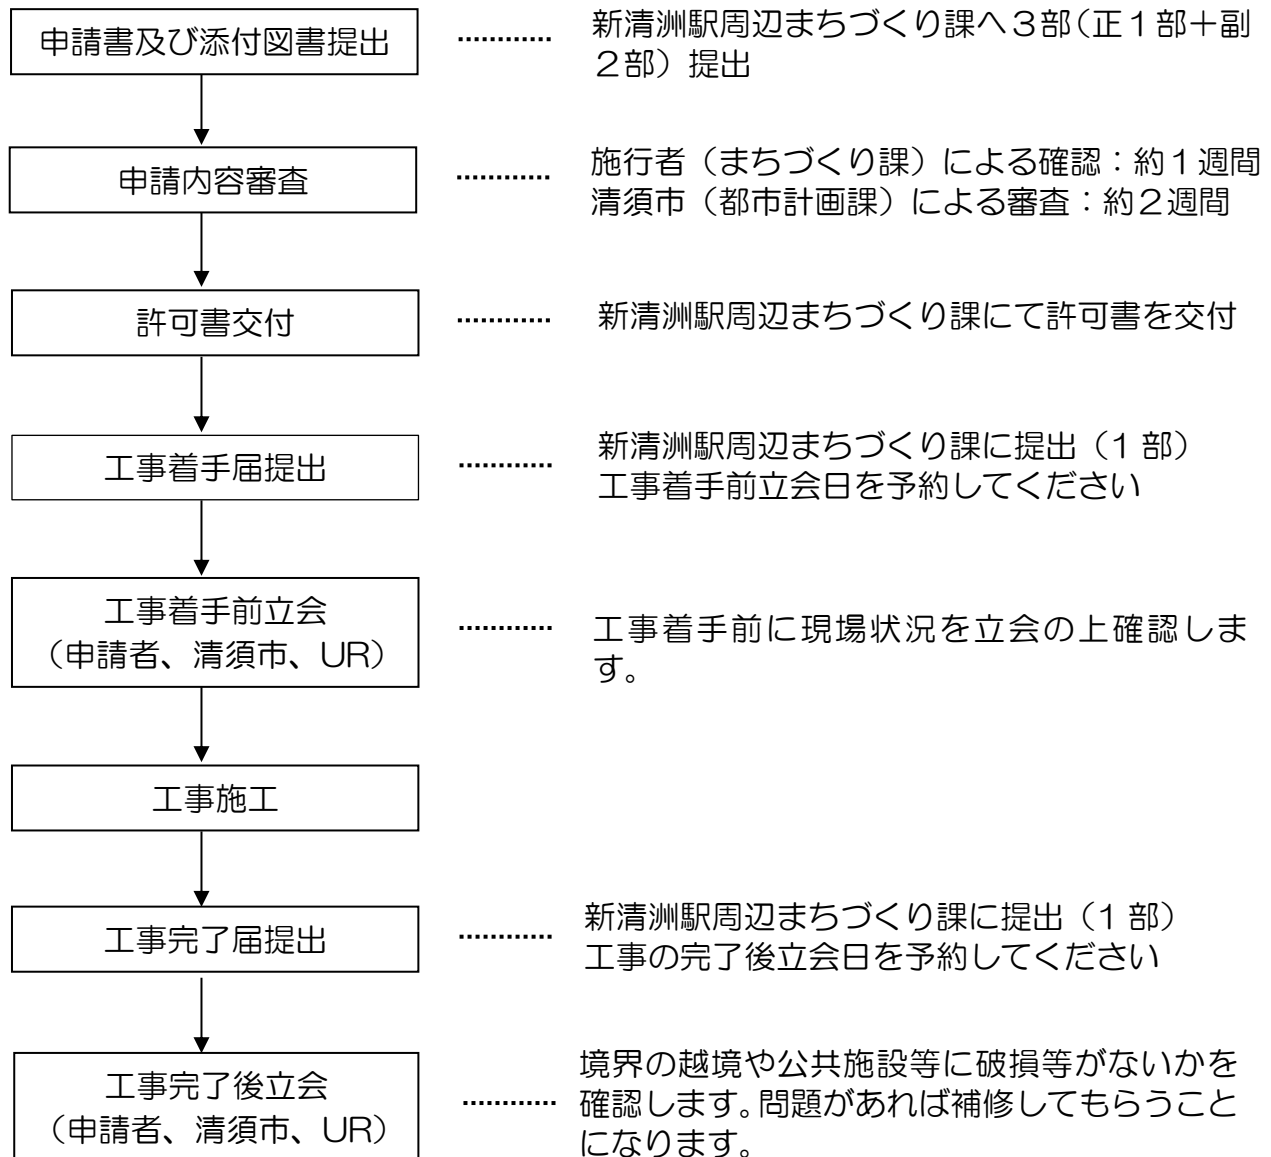 申請書及び添付図書提出 ………… 新清洲駅周辺まちづくり課へ３部（正１部＋副
２部）提出
申請内容審査 ………… 施行者（まちづくり課）による確認：約１週間
清須市（都市計画課）による審査：約２週間
許可書交付 ………… 新清洲駅周辺まちづくり課にて許可書を交付
工事着手届提出 ………… 新清洲駅周辺まちづくり課に提出（１部）
工事着手前立会日を予約してください
工事着手前立会
（申請者、清須市、UR） ………… 工事着手前に現場状況を立会の上確認しま
す。
工事施工
工事完了届提出 ………… 新清洲駅周辺まちづくり課に提出（１部）
工事の完了後立会日を予約してください
工事完了後立会
（申請者、清須市、UR） ………… 境界の越境や公共施設等に破損等がないかを
確認します。問題があれば補修してもらうこと
になります。